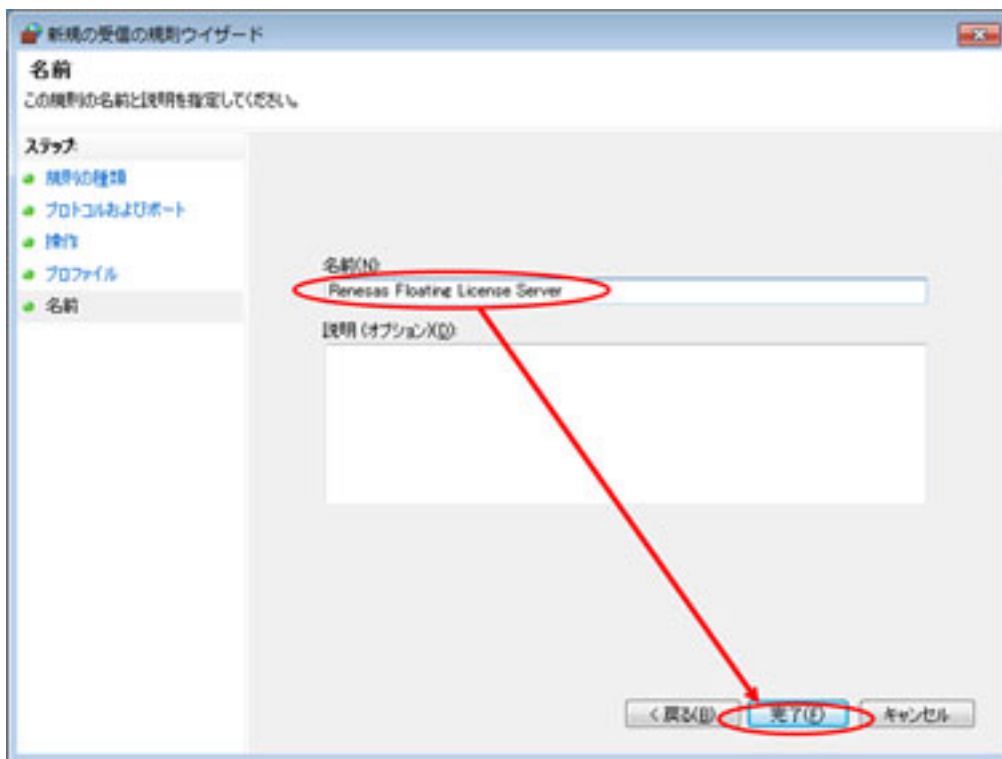 新規の受信の規則ウィザード
名前
この規則の名前と説明を指定してください。
ステップ:
規則の種類
プロトコルおよびポート
操作
プロファイル
名前
名前(N):
Renesas Floating License Server
説明 (オプション)(D):
< 戻る(B)
完了(F)
キャンセル